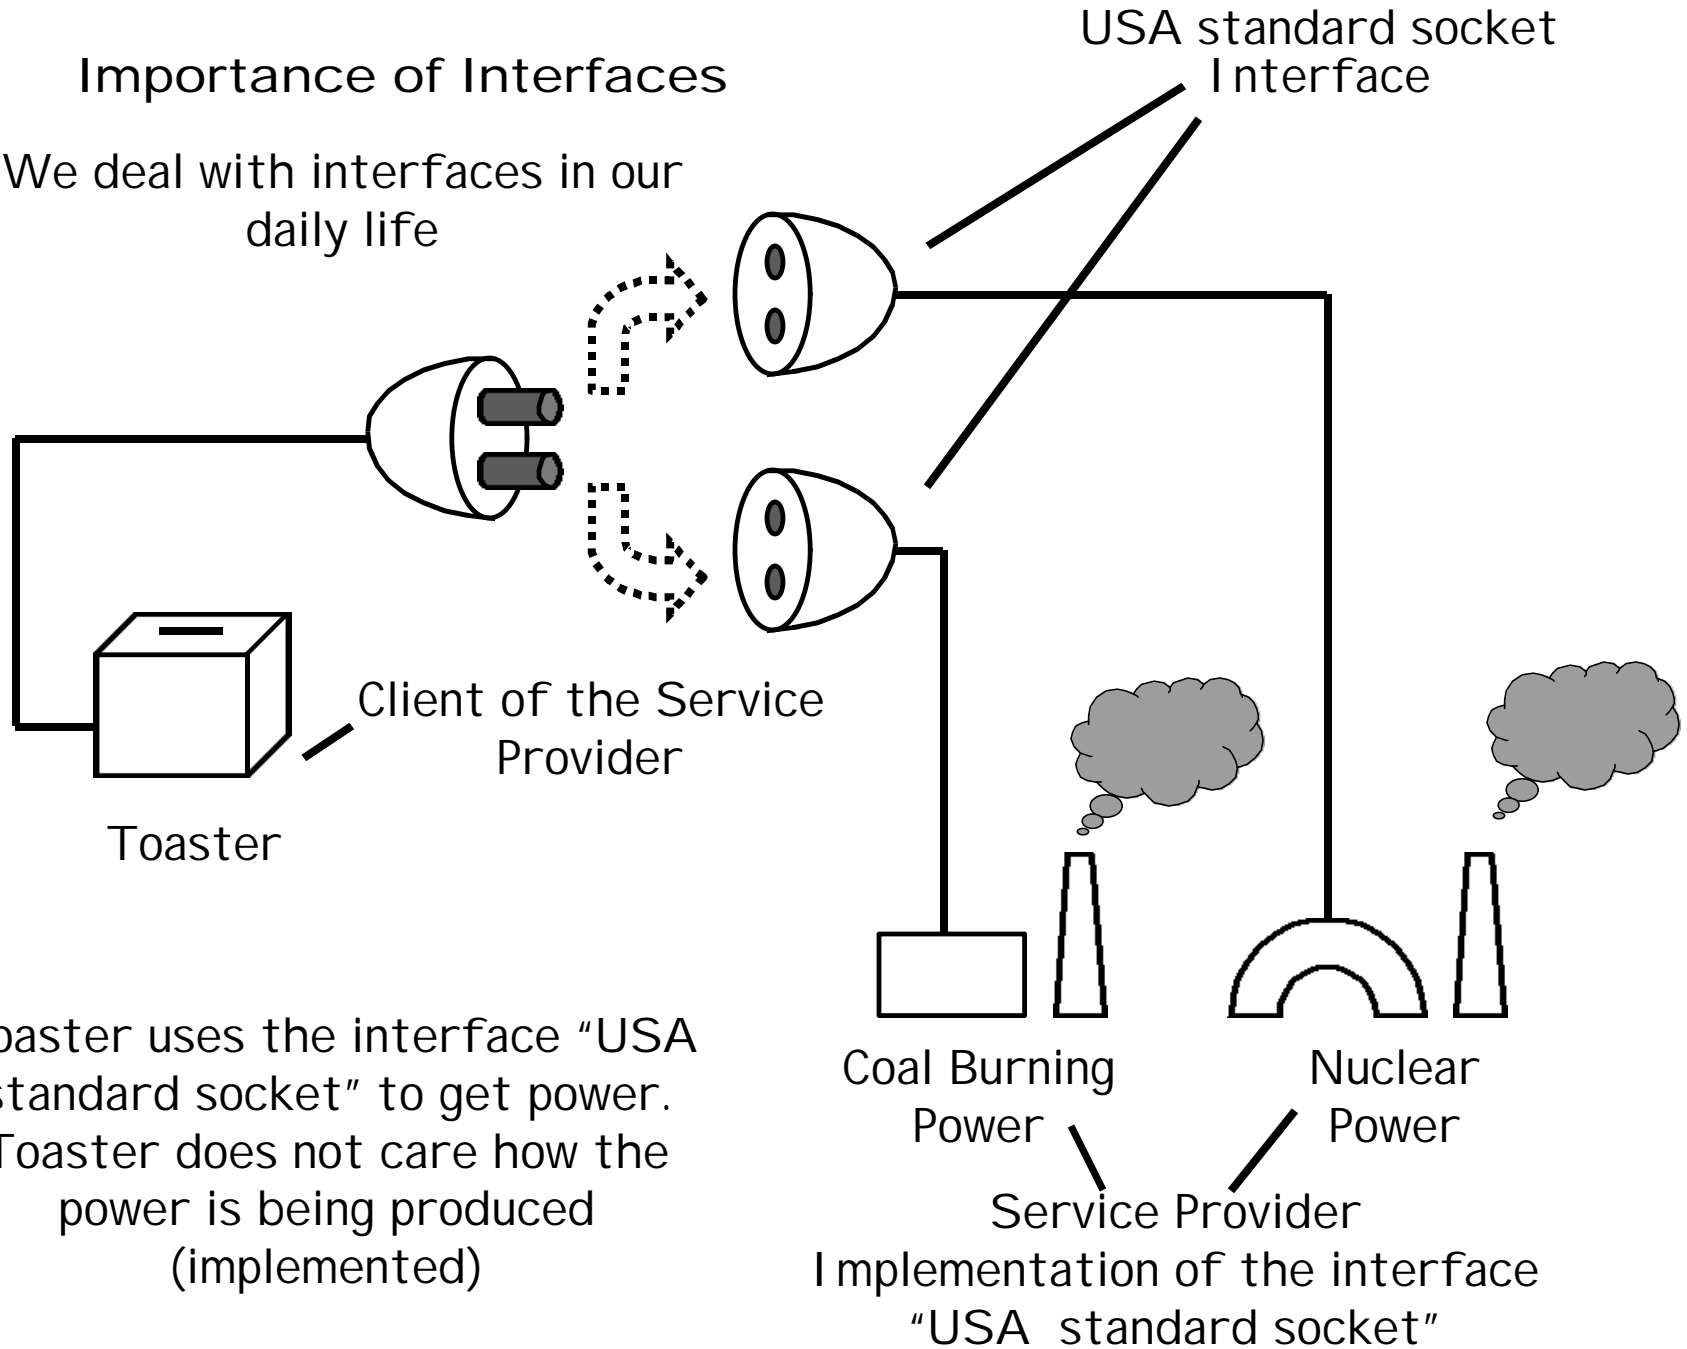 Importance of Interfaces
We deal with interfaces in our
daily life
USA standard socket
Interface
Client of the Service
Provider
Toaster
oaster uses the interface “USA
standard socket” to get power.
Toaster does not care how the
power is being produced
(implemented)
Coal Burning
Power
Nuclear
Power
Service Provider
Implementation of the interface
“USA standard socket”